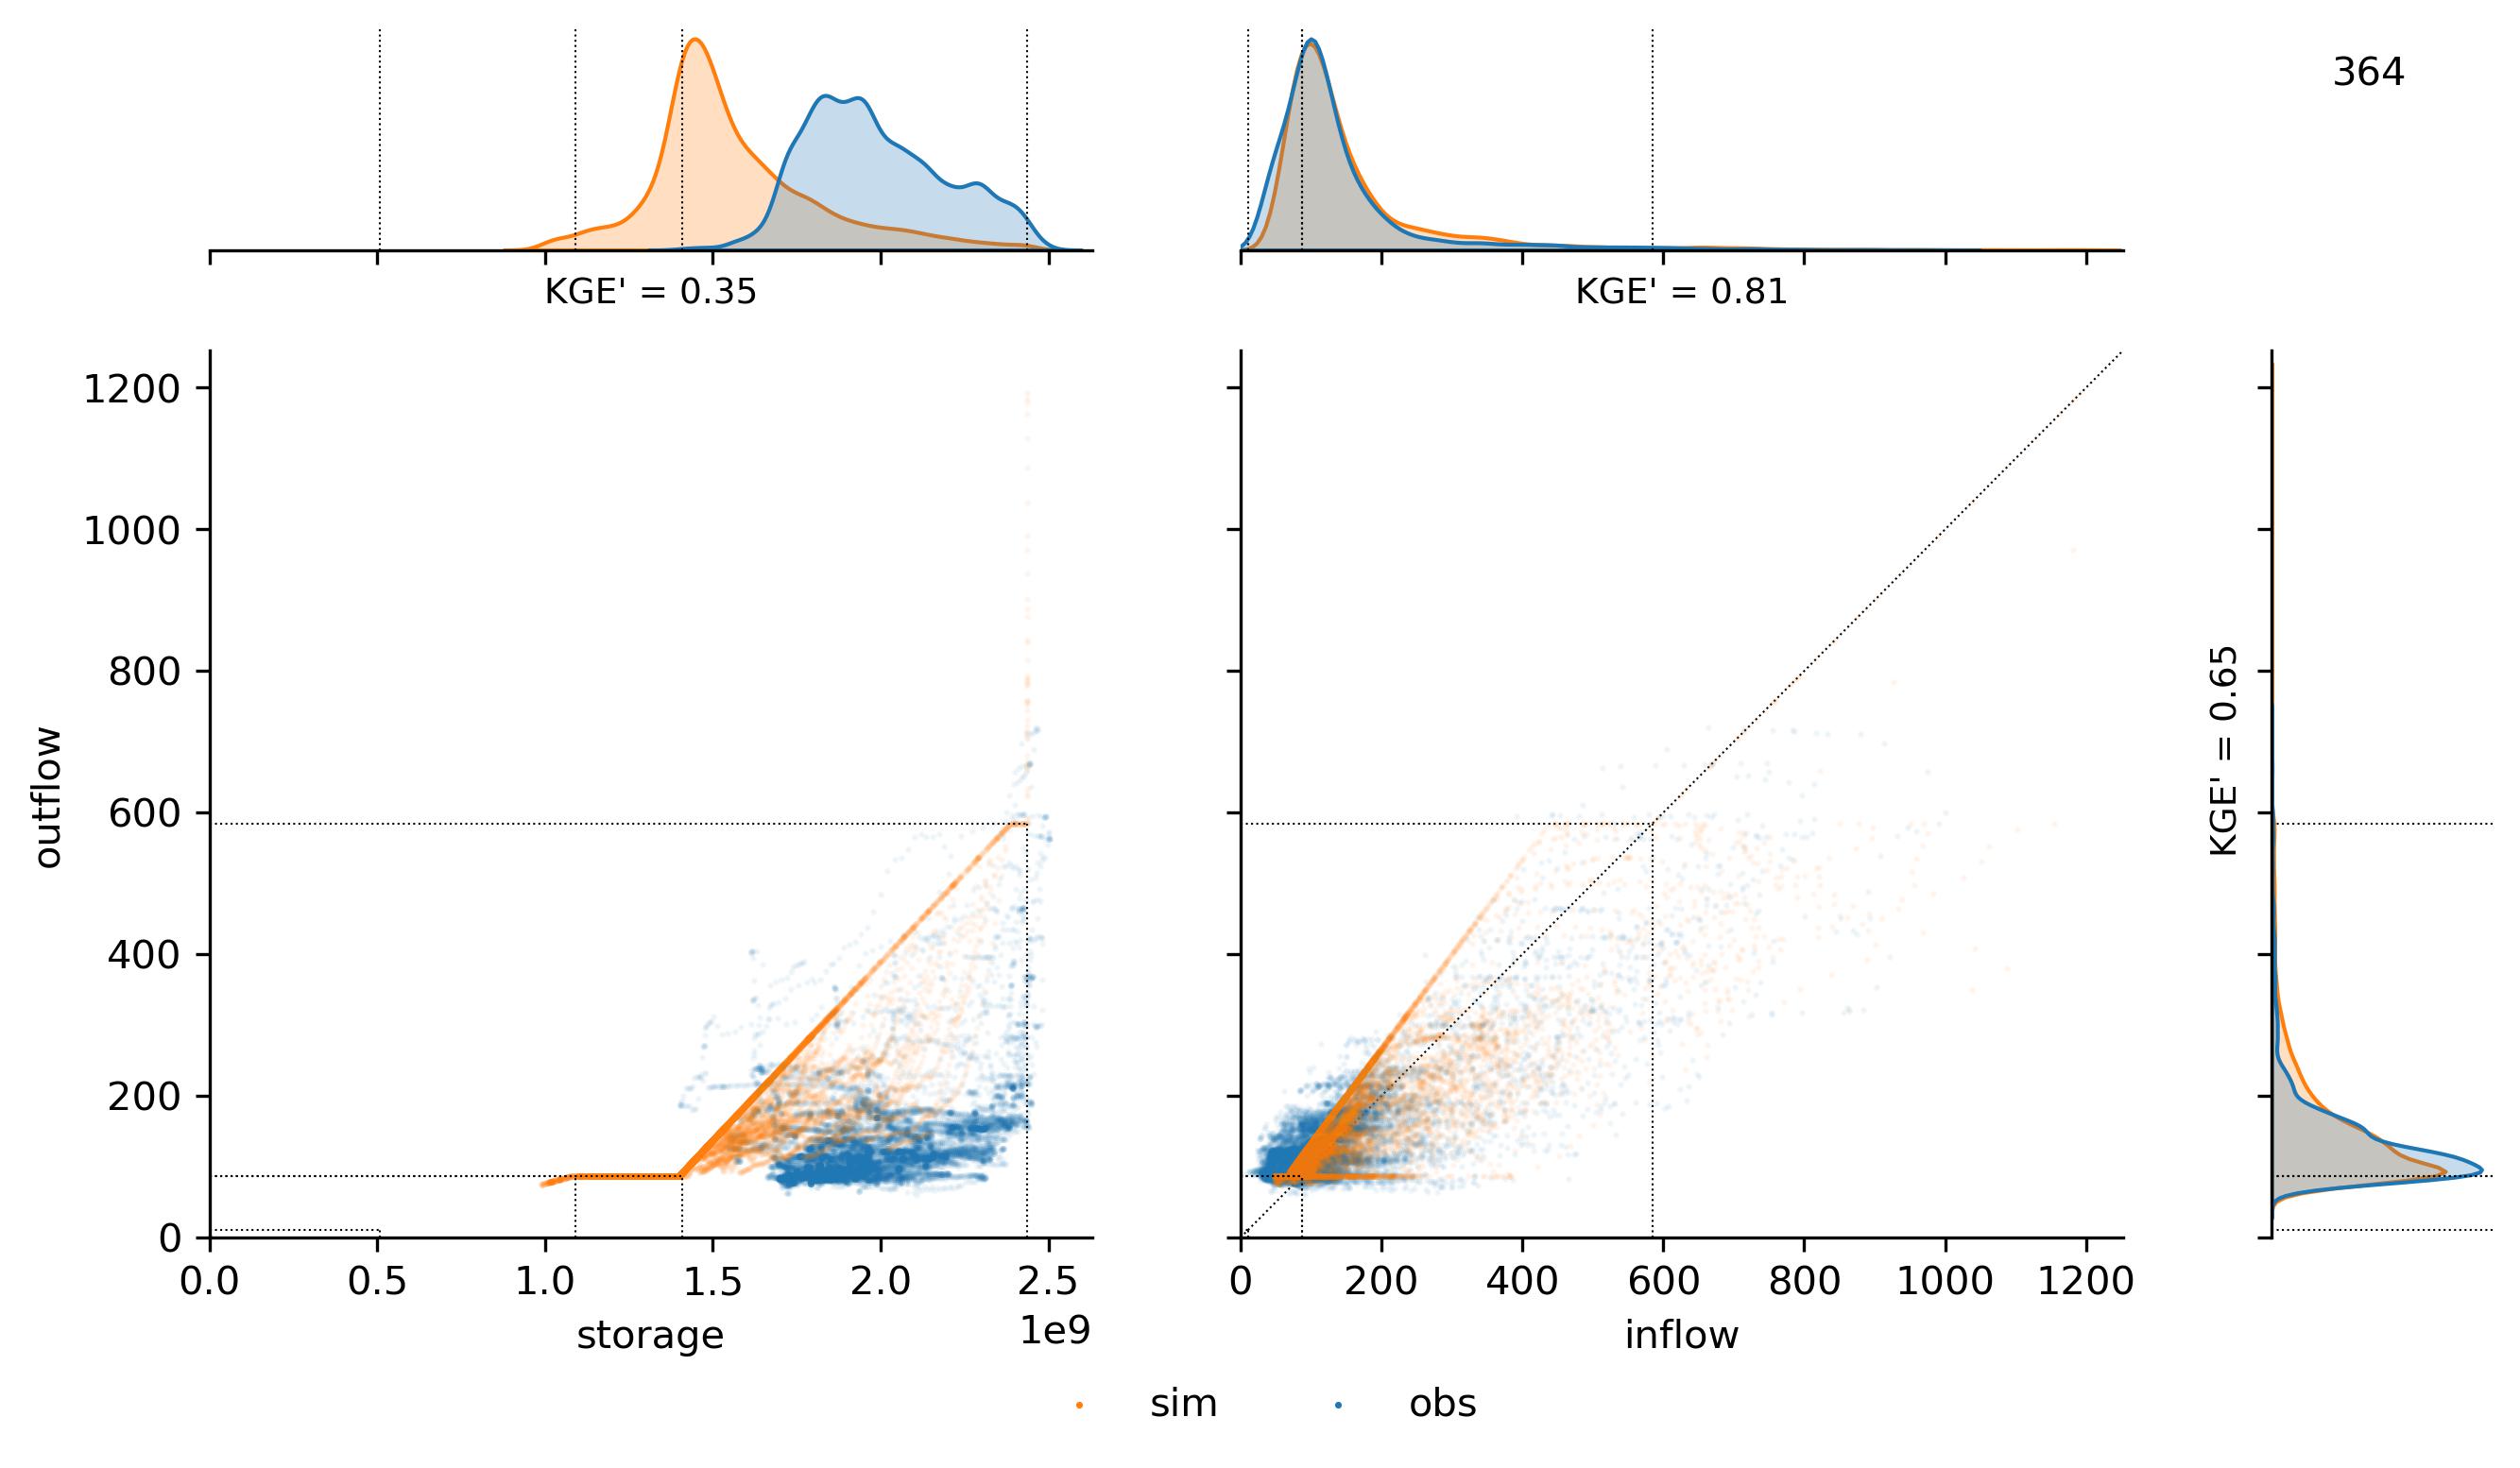 364
KGE' = 0.35
KGE' = 0.81
1200
1000
800
600
400
200
0
outflow
KGE' = 0.65
0.0 0.5 1.0 1.5 2.0 2.5
1e9
storage
0 200 400 600 800 1000 1200
inflow
sim obs